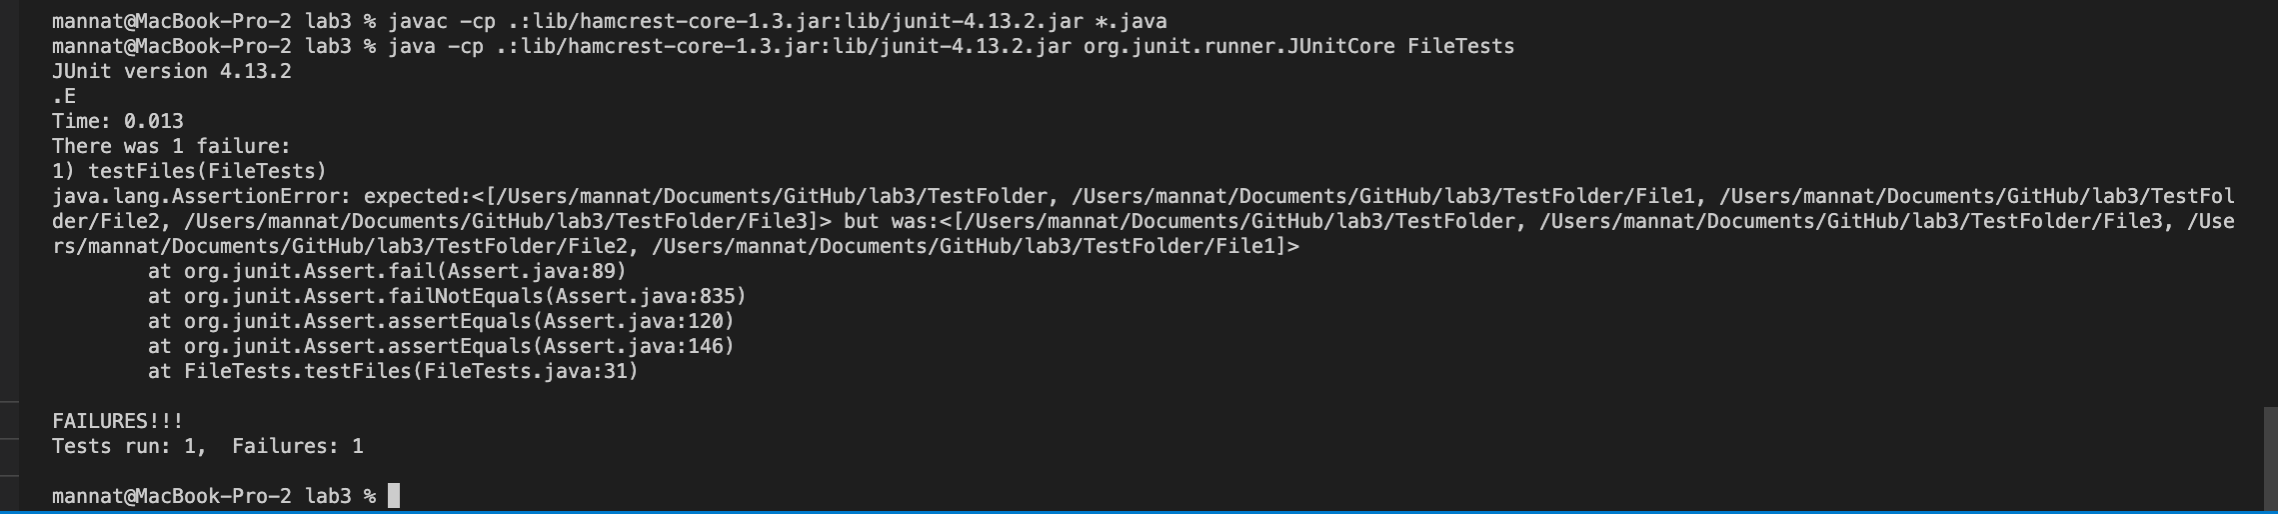 mannat@MacBook-Pro-2 lab3 % javac -cp .:lib/hamcrest-core-1.3.jar:lib/junit-4.13.2.jar *.java
mannat@MacBook-Pro-2 lab3 % java -cp .:lib/hamcrest-core-1.3.jar:lib/junit-4.13.2.jar org.junit.runner.JUnitCore FileTests
JUnit version 4.13.2
.E
Time: 0.013
There was 1 failure:
1) testFiles(FileTests)
java.lang.AssertionError: expected:<[/Users/mannat/Documents/GitHub/lab3/TestFolder, /Users/mannat/Documents/GitHub/lab3/TestFolder/File1, /Users/mannat/Documents/GitHub/lab3/TestFol
der/File2, /Users/mannat/Documents/GitHub/lab3/TestFolder/File3]> but was:<[/Users/mannat/Documents/GitHub/lab3/TestFolder, /Users/mannat/Documents/GitHub/lab3/TestFolder/File3, /Use
rs/mannat/Documents/GitHub/lab3/TestFolder/File2, /Users/mannat/Documents/GitHub/lab3/TestFolder/File1]>
        at org.junit.Assert.fail(Assert.java:89)
        at org.junit.Assert.failNotEquals(Assert.java:835)
        at org.junit.Assert.assertEquals(Assert.java:120)
        at org.junit.Assert.assertEquals(Assert.java:146)
        at FileTests.testFiles(FileTests.java:31)
FAILURES!!!
Tests run: 1,  Failures: 1
mannat@MacBook-Pro-2 lab3 %